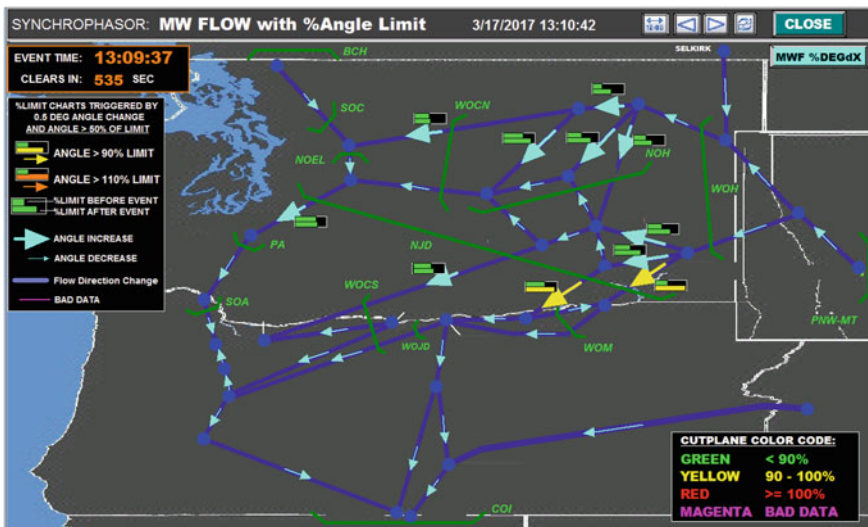 SYNCHROPHASOR: MW FLOW with %Angle Limit 3/17/2017 13:10:42 CLOSE
EVENT TIME: 13:09:37
CLEARS IN: 535 SEC
%LIMIT CHARTS TRIGGERED BY
0.5 DEG ANGLE CHANGE
AND ANGLE > 50% OF LIMIT
ANGLE > 90% LIMIT
ANGLE > 110% LIMIT
%LIMIT BEFORE EVENT
%LIMIT AFTER EVENT
ANGLE INCREASE
ANGLE DECREASE
Flow Direction Change
BAD DATA
BCH
SELKIRK
MWF %DEGdX
SOC
WOCN
NOEL
NOH
WOH
PA
NJD
SOA
WOCS
PNW-MT
WOJD
WOM
COI
CUTPLANE COLOR CODE:
GREEN < 90%
YELLOW 90 - 100%
RED >= 100%
MAGENTA BAD DATA